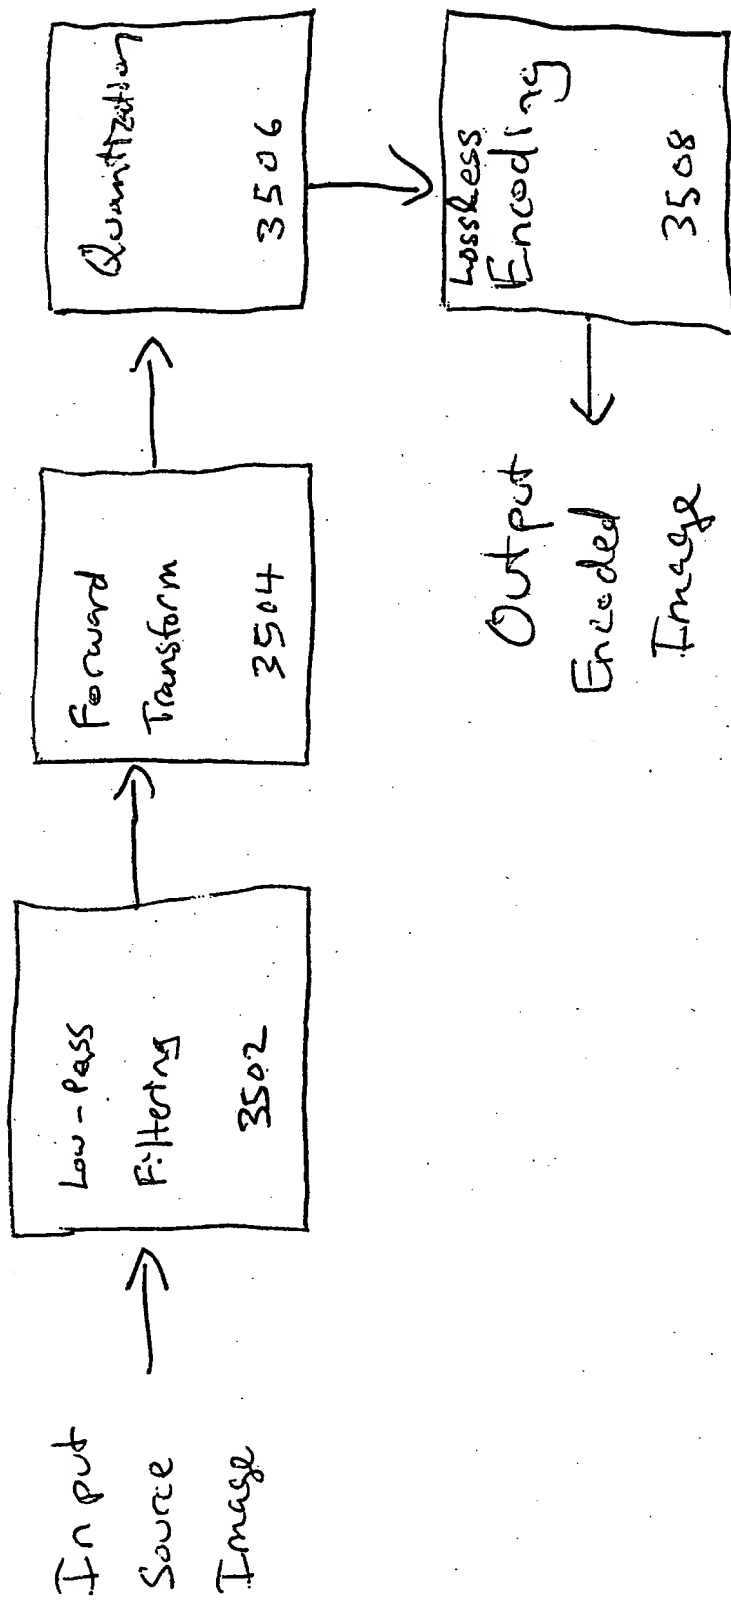 Input
Source
Image
Low-Pass
Filtering
3502
Forward
Transform
3504
Quantization
3506
Lossless
Encoding
3508
Output
Encoded
Image